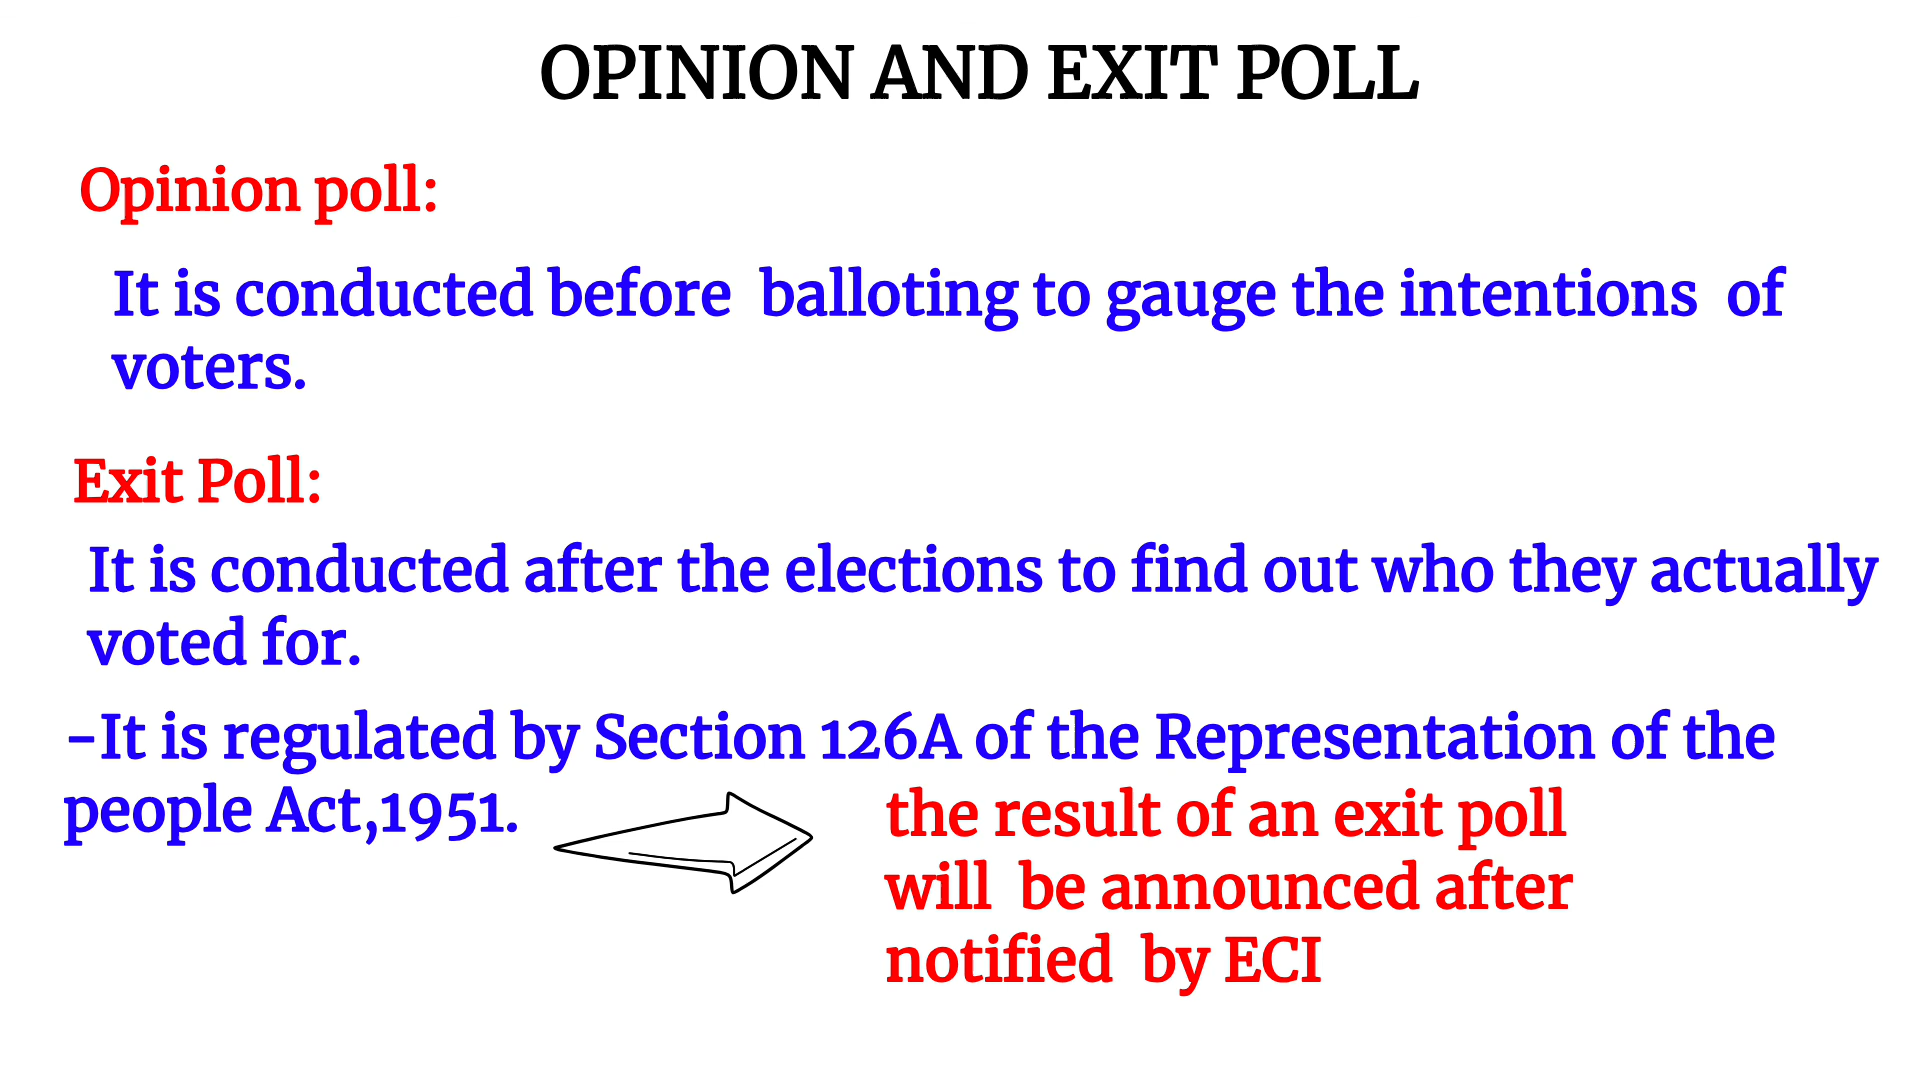 OPINION AND EXIT POLL
Opinion poll:
It is conducted before balloting to gauge the intentions of
voters.
Exit Poll:
It is conducted after the elections to find out who they actually
voted for.
-It is regulated by Section 126A of the Representation of the
people Act,1951.
the result of an exit poll
will be announced after
notified by ECI